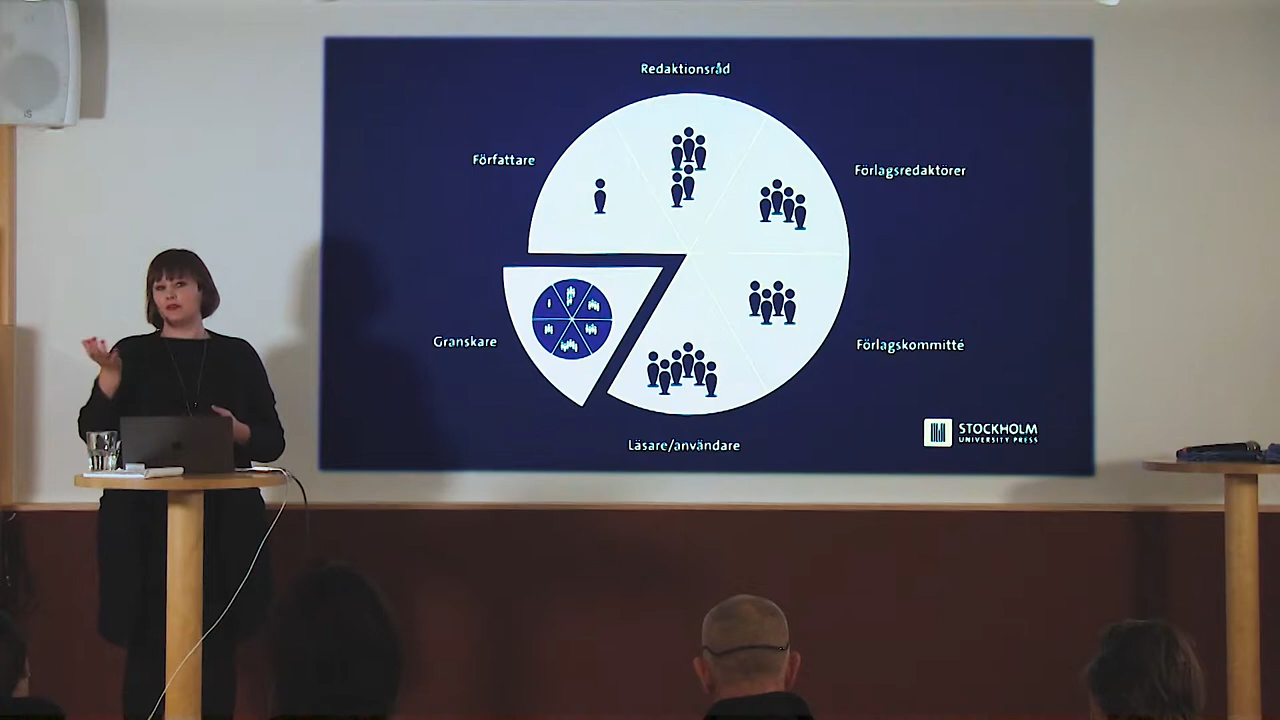 Redaktionsråd
Författare
Förlagsredaktörer
Granskare
Förlagskommitté
Läsare/användare
STOCKHOLM
UNIVERSITY PRESS